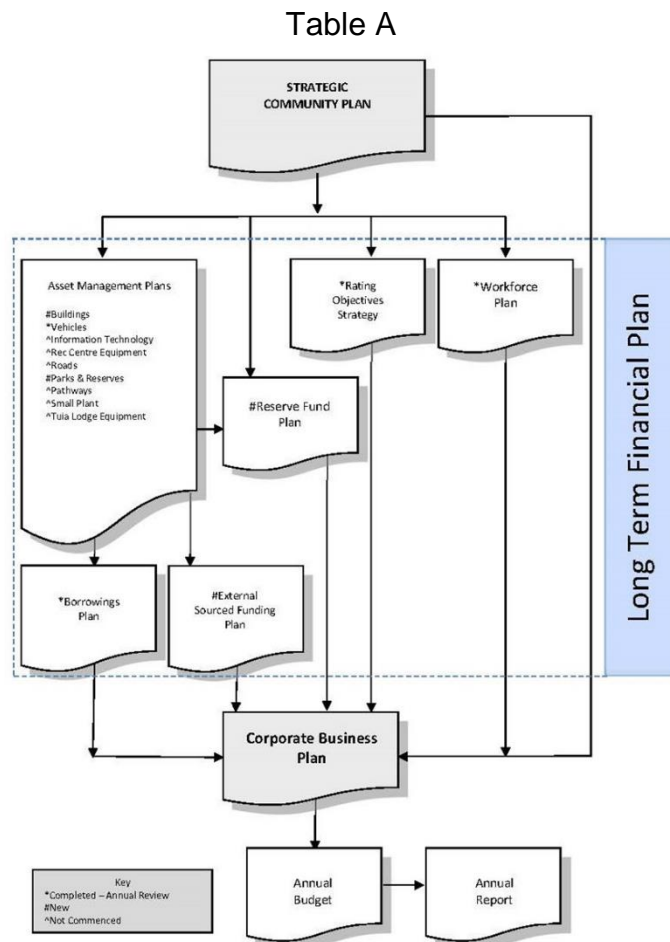 Table A
STRATEGIC
COMMUNITY PLAN
Asset Management Plans
#Buildings
*Vehicles
^Information Technology
^Rec Centre Equipment
^Roads
#Parks & Reserves
^Pathways
^Small Plant
^Tuia Lodge Equipment
*Rating
Objectives
Strategy
*Workforce
Plan
#Reserve Fund
Plan
Long Term Financial Plan
*Borrowings
Plan
#External
Sourced Funding
Plan
Corporate Business
Plan
Annual
Budget
Annual
Report
Key
*Completed – Annual Review
#New
^Not Commenced